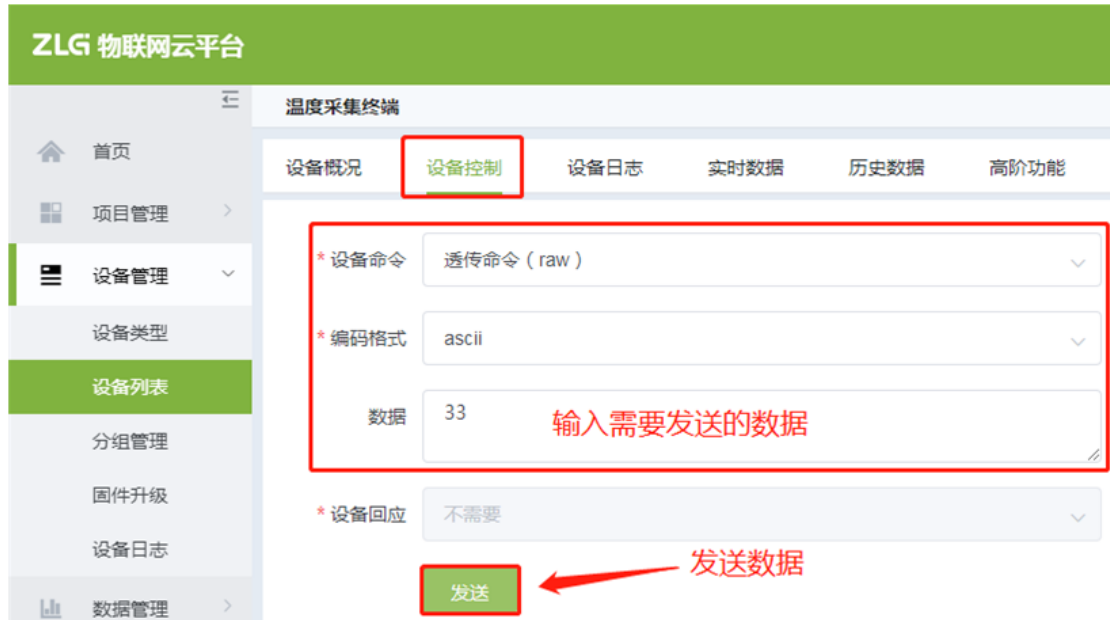 ZLG 物联网云平台
温度采集终端
首页
项目管理
设备管理
设备类型
设备列表
分组管理
固件升级
设备日志
数据管理
设备概况 设备控制 设备日志 实时数据 历史数据 高阶功能
* 设备命令 透传命令（raw）
* 编码格式 ascii
数据 33 输入需要发送的数据
* 设备回应 不需要
发送 发送数据